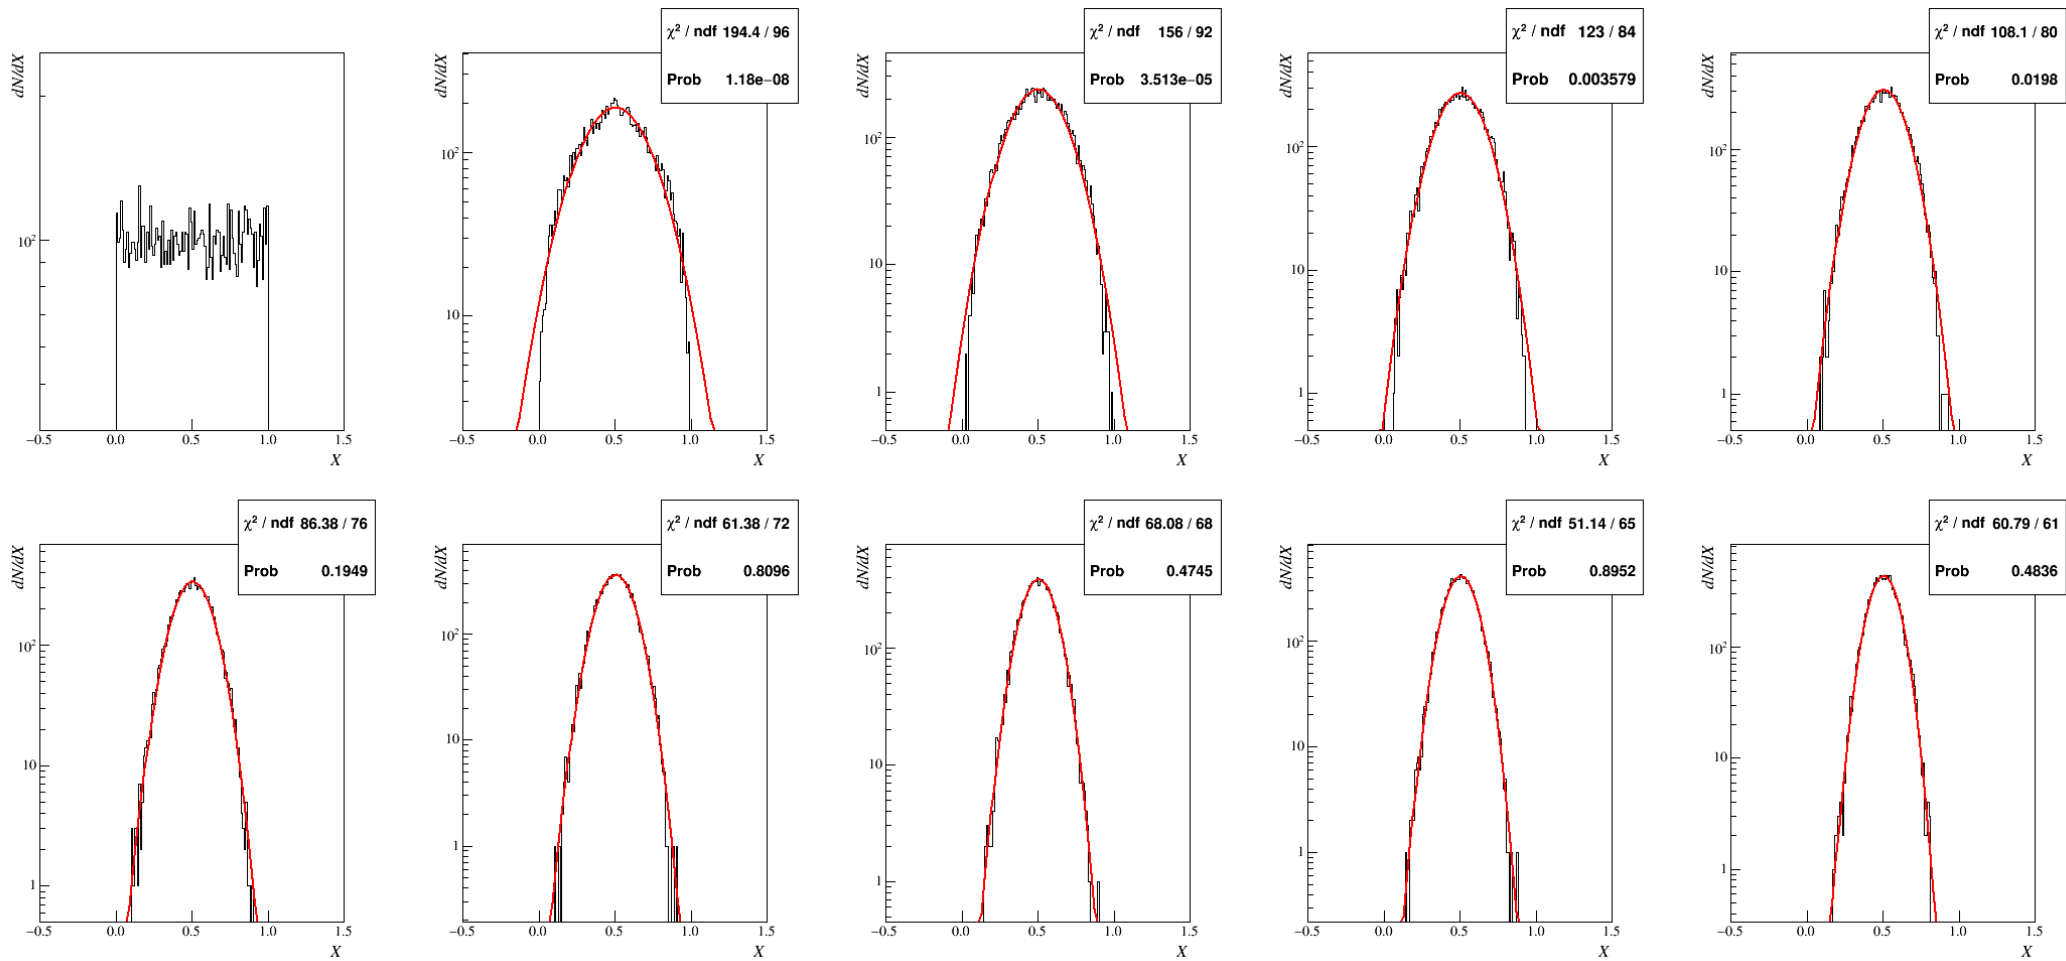 dN/dX
10²
−0.5 0.0 0.5 1.0 1.5
X
χ² / ndf 194.4 / 96
Prob 1.18e−08
dN/dX
10²
10
−0.5 0.0 0.5 1.0 1.5
X
χ² / ndf 156 / 92
Prob 3.513e−05
dN/dX
10²
10
1
−0.5 0.0 0.5 1.0 1.5
X
χ² / ndf 123 / 84
Prob 0.003579
dN/dX
10²
10
1
−0.5 0.0 0.5 1.0 1.5
X
χ² / ndf 108.1 / 80
Prob 0.0198
dN/dX
10²
10
1
−0.5 0.0 0.5 1.0 1.5
X
χ² / ndf 86.38 / 76
Prob 0.1949
dN/dX
10²
10
1
−0.5 0.0 0.5 1.0 1.5
X
χ² / ndf 61.38 / 72
Prob 0.8096
dN/dX
10²
10
1
−0.5 0.0 0.5 1.0 1.5
X
χ² / ndf 68.08 / 68
Prob 0.4745
dN/dX
10²
10
1
−0.5 0.0 0.5 1.0 1.5
X
χ² / ndf 51.14 / 65
Prob 0.8952
dN/dX
10²
10
1
−0.5 0.0 0.5 1.0 1.5
X
χ² / ndf 60.79 / 61
Prob 0.4836
dN/dX
10²
10
1
−0.5 0.0 0.5 1.0 1.5
X